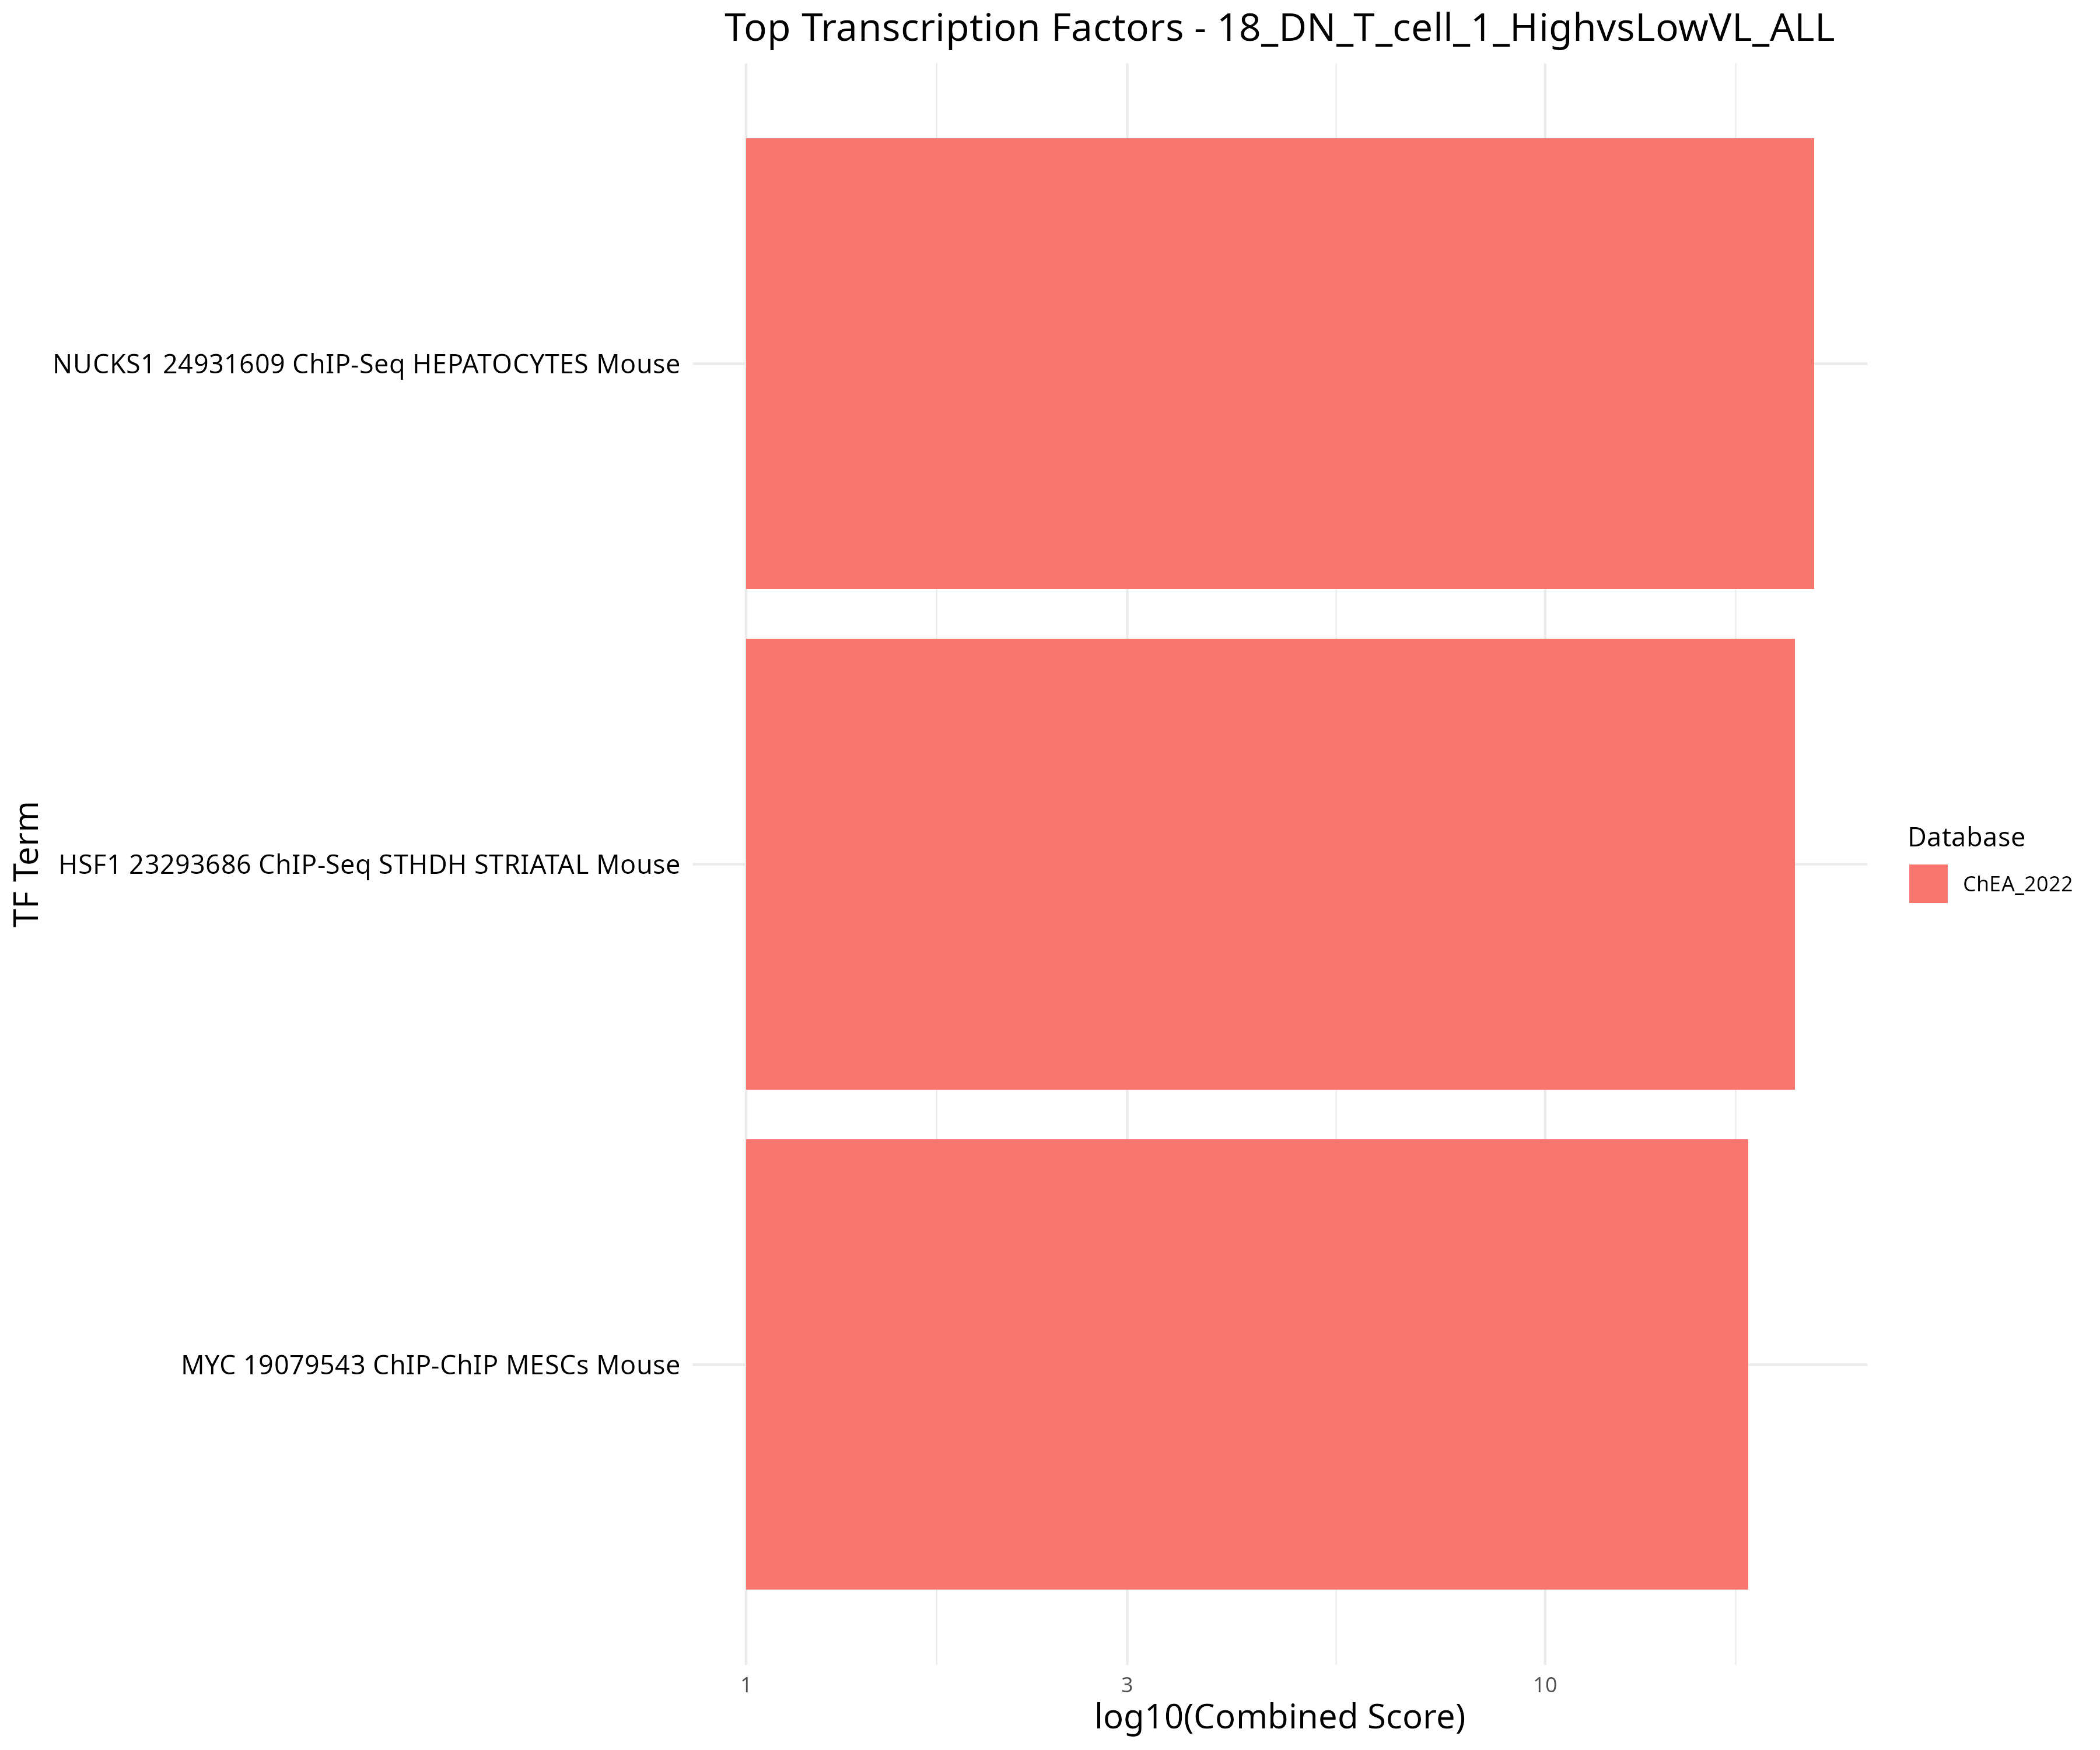 Top Transcription Factors - 18_DN_T_cell_1_HighvsLowVL_ALL
NUCKS1 24931609 ChIP-Seq HEPATOCYTES Mouse
HSF1 23293686 ChIP-Seq STHDH STRIATAL Mouse
MYC 19079543 ChIP-ChIP MESCs Mouse
TF Term
1 3 10
log10(Combined Score)
Database
ChEA_2022